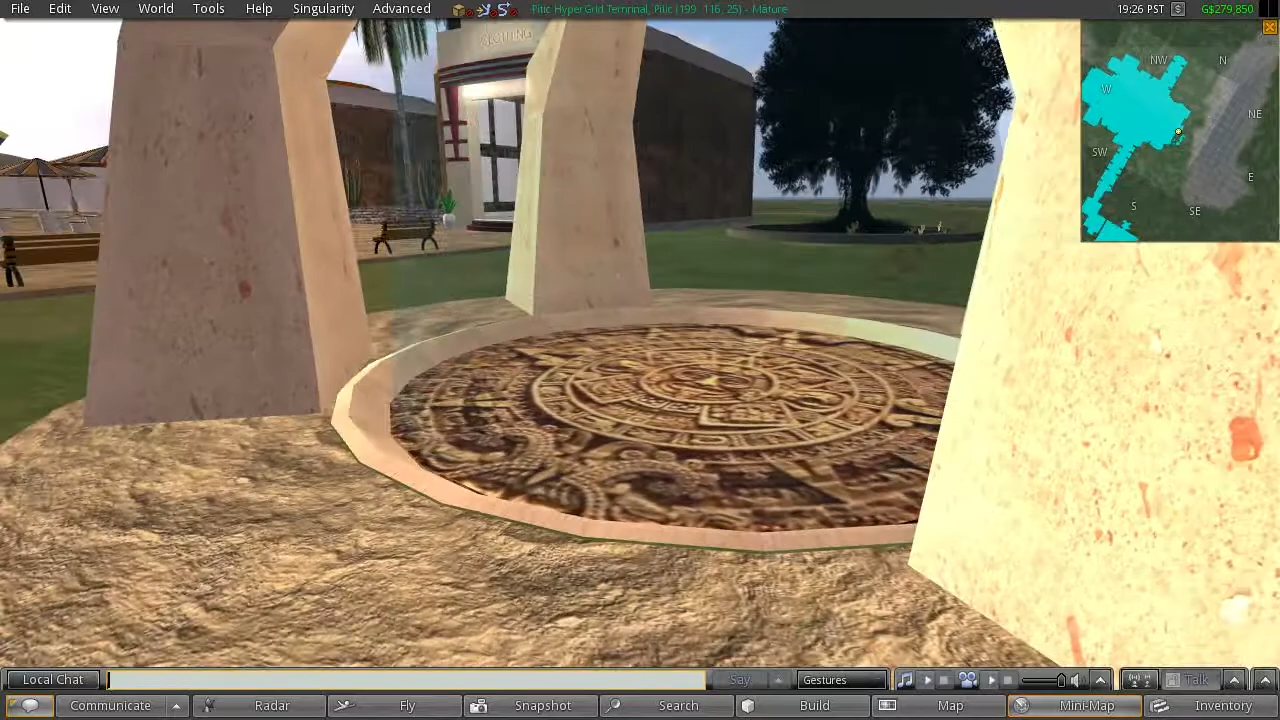 File Edit View World Tools Help Singularity Advanced
Pitic HyperGrid Terminal, Pitic (199, 116, 25) - Mature
19:26 PST $ G$279,850
NW N
W NE
SW E
S SE
Local Chat Say Gestures Talk
Communicate Radar Fly Snapshot Search Build Map Mini-Map Inventory